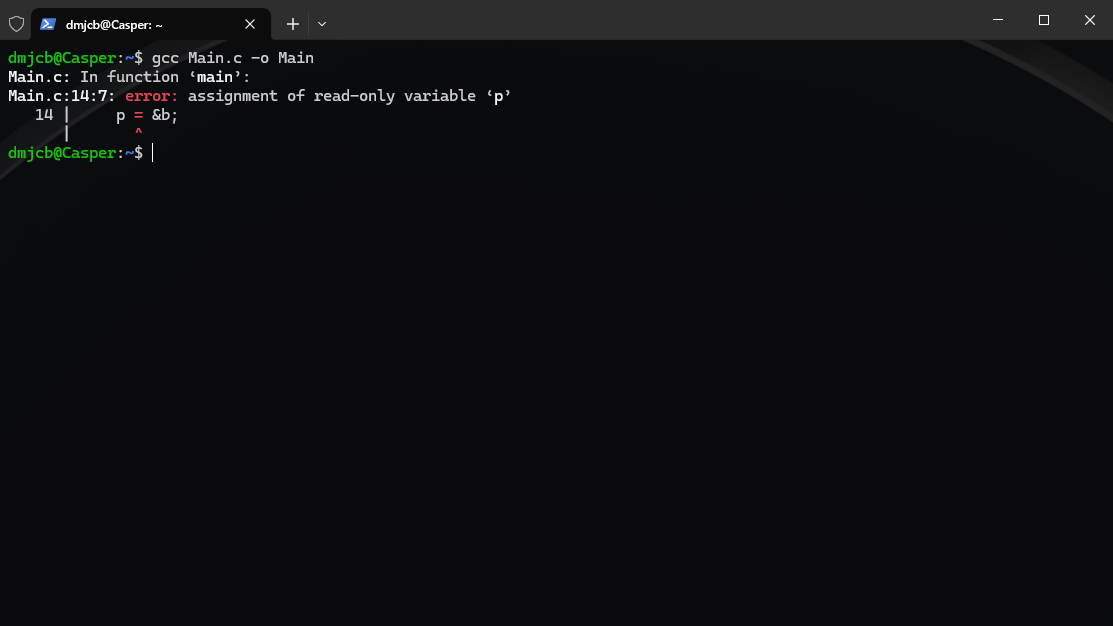 dmjcb@Casper: ~
dmjcb@Casper:~$ gcc Main.c -o Main
Main.c: In function ‘main’:
Main.c:14:7: error: assignment of read-only variable ‘p’
   14 |     p = &b;
      |       ^
dmjcb@Casper:~$